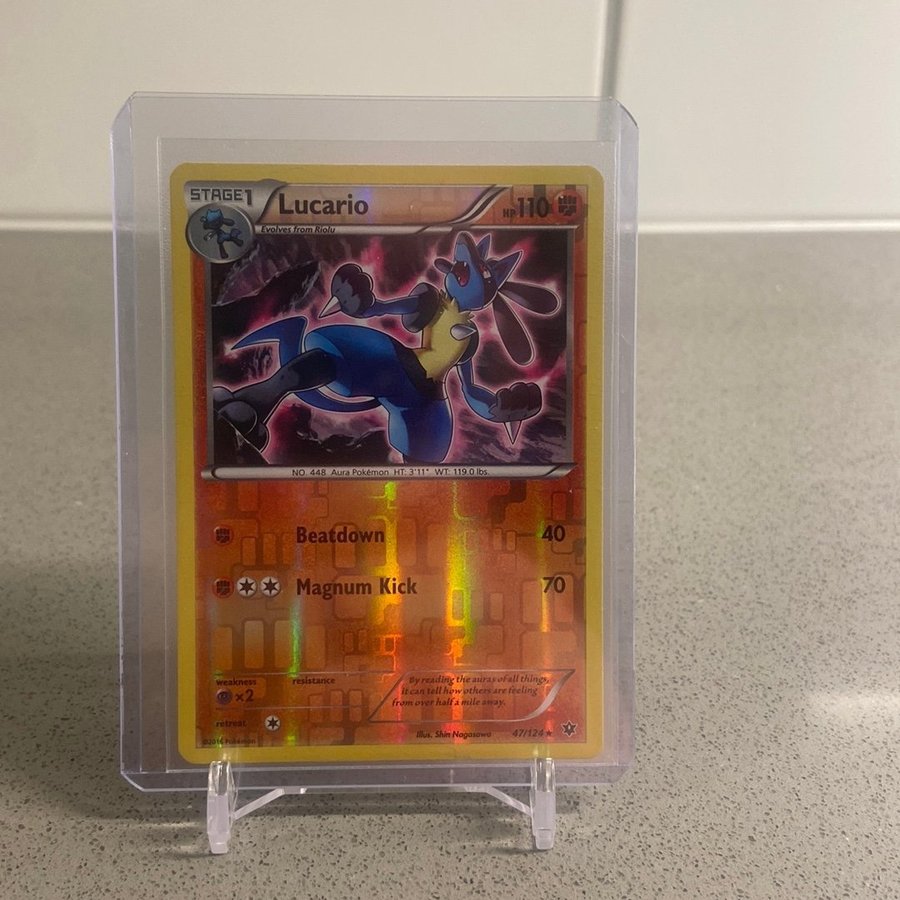 STAGE1 Lucario HP110
Evolves from Riolu
NO. 448 Aura Pokémon HT: 3'11" WT: 119.0 lbs.
Beatdown 40
Magnum Kick 70
weakness resistance
×2
retreat
By reading the auras of all things,
it can tell how others are feeling
from over half a mile away.
Illus. Shin Nagasawa 47/124 ★
©2016 Pokémon